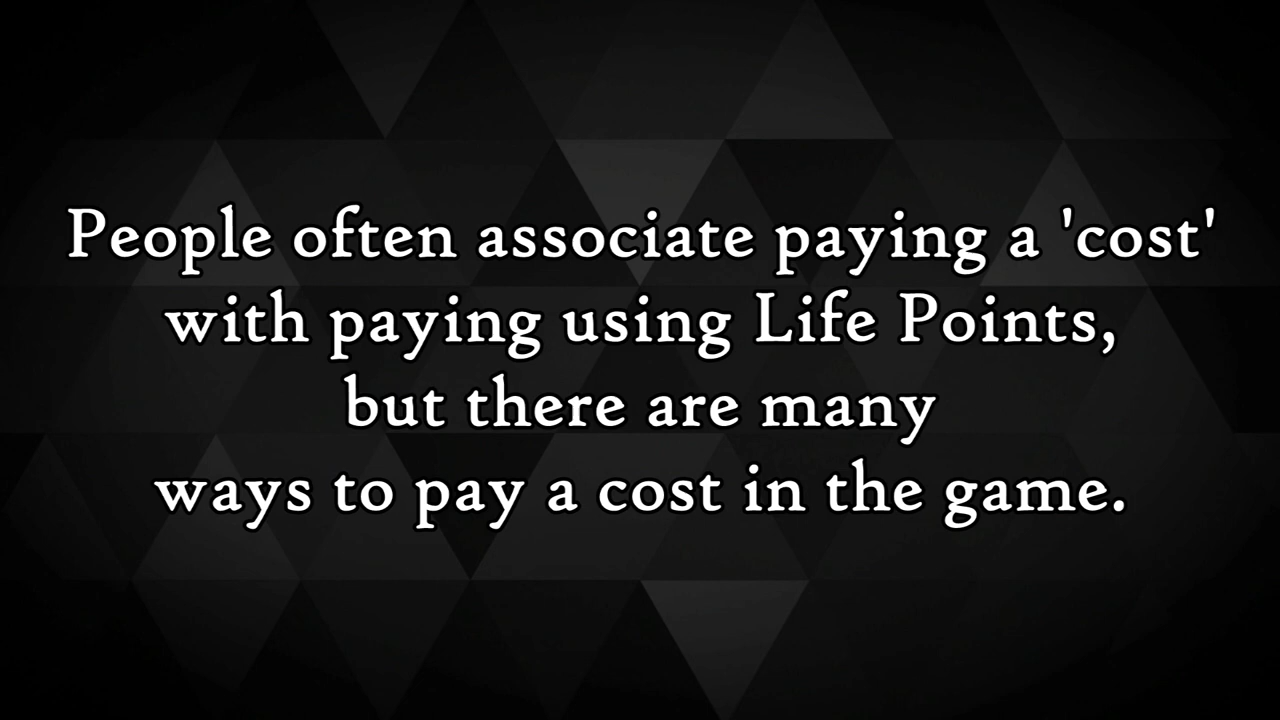 People often associate paying a 'cost'
with paying using Life Points,
but there are many
ways to pay a cost in the game.